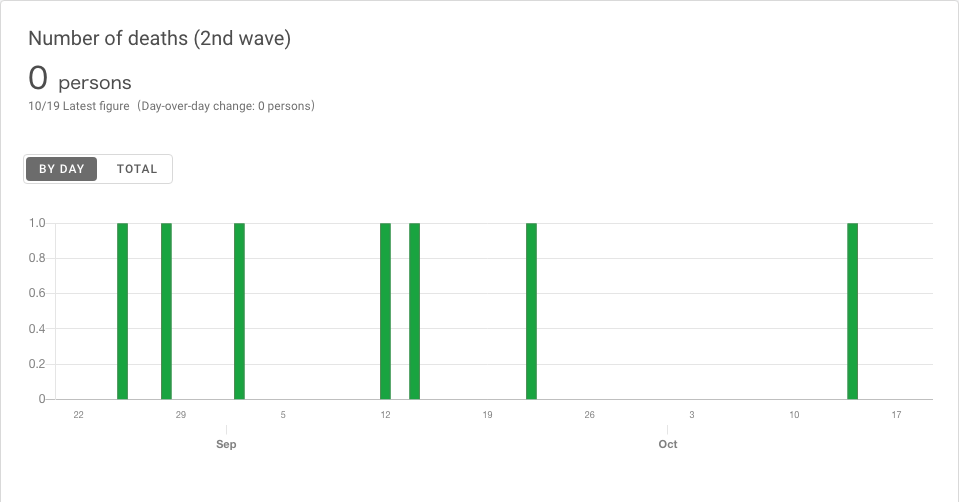 Number of deaths (2nd wave)
0 persons
10/19 Latest figure（Day-over-day change: 0 persons）
BY DAY TOTAL
1.0
0.8
0.6
0.4
0.2
0
22 29 5 12 19 26 3 10 17
Sep Oct